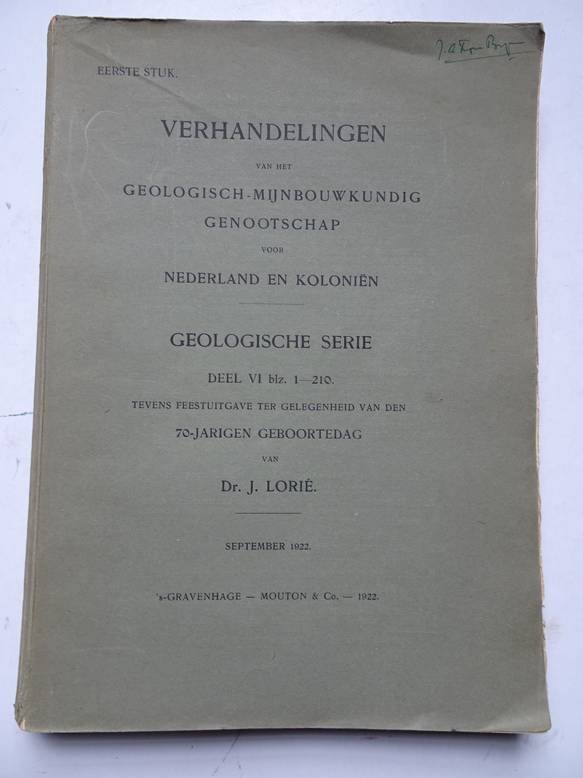 EERSTE STUK.
VERHANDELINGEN
VAN HET
GEOLOGISCH-MIJNBOUWKUNDIG
GENOOTSCHAP
VOOR
NEDERLAND EN KOLONIËN
GEOLOGISCHE SERIE
DEEL VI blz. 1—210.
TEVENS FEESTUITGAVE TER GELEGENHEID VAN DEN
70-JARIGEN GEBOORTEDAG
VAN
Dr. J. LORIÉ.
SEPTEMBER 1922.
's-GRAVENHAGE — MOUTON & Co. — 1922.